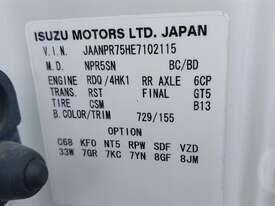 ISUZU MOTORS LTD. JAPAN
V.I.N. JAANPR75HE7102115
M.D. NPR5SN BC/BD
ENGINE RDQ/4HK1 RR AXLE 6CP
TRANS. RST FINAL GT5
TIRE CSM B13
B.COLOR/TRIM 729/155
OPTION
C68 KF0 NT5 RPW SDF VZD
33W 7GR 7KC 7YN 8GF 8JM